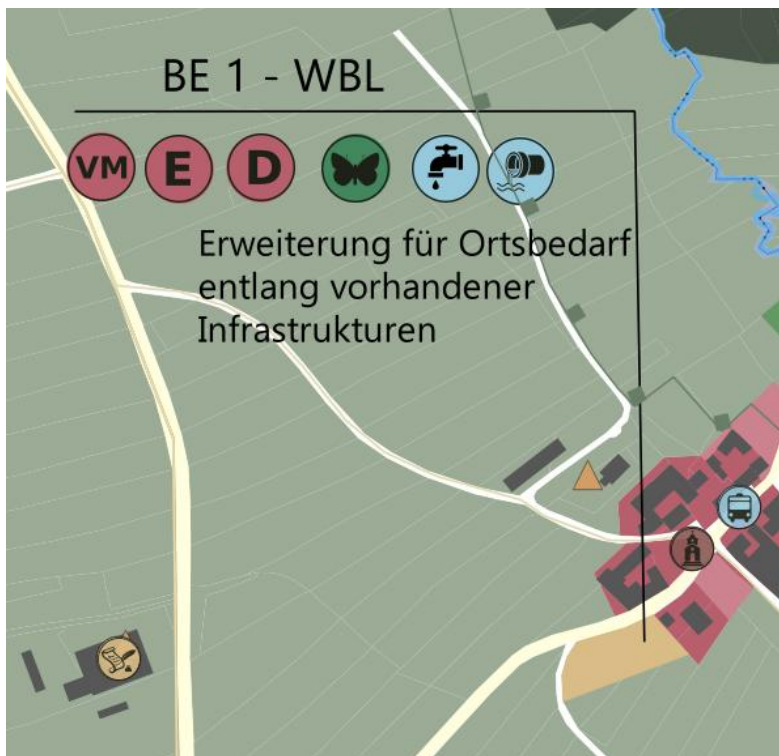 BE 1 - WBL
VM E D
Erweiterung für Ortsbedarf
entlang vorhandener
Infrastrukturen